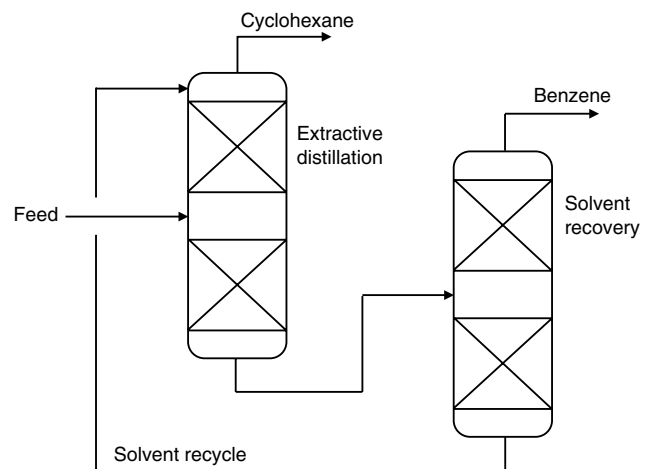 Cyclohexane
Benzene
Extractive
distillation
Feed
Solvent
recovery
Solvent recycle